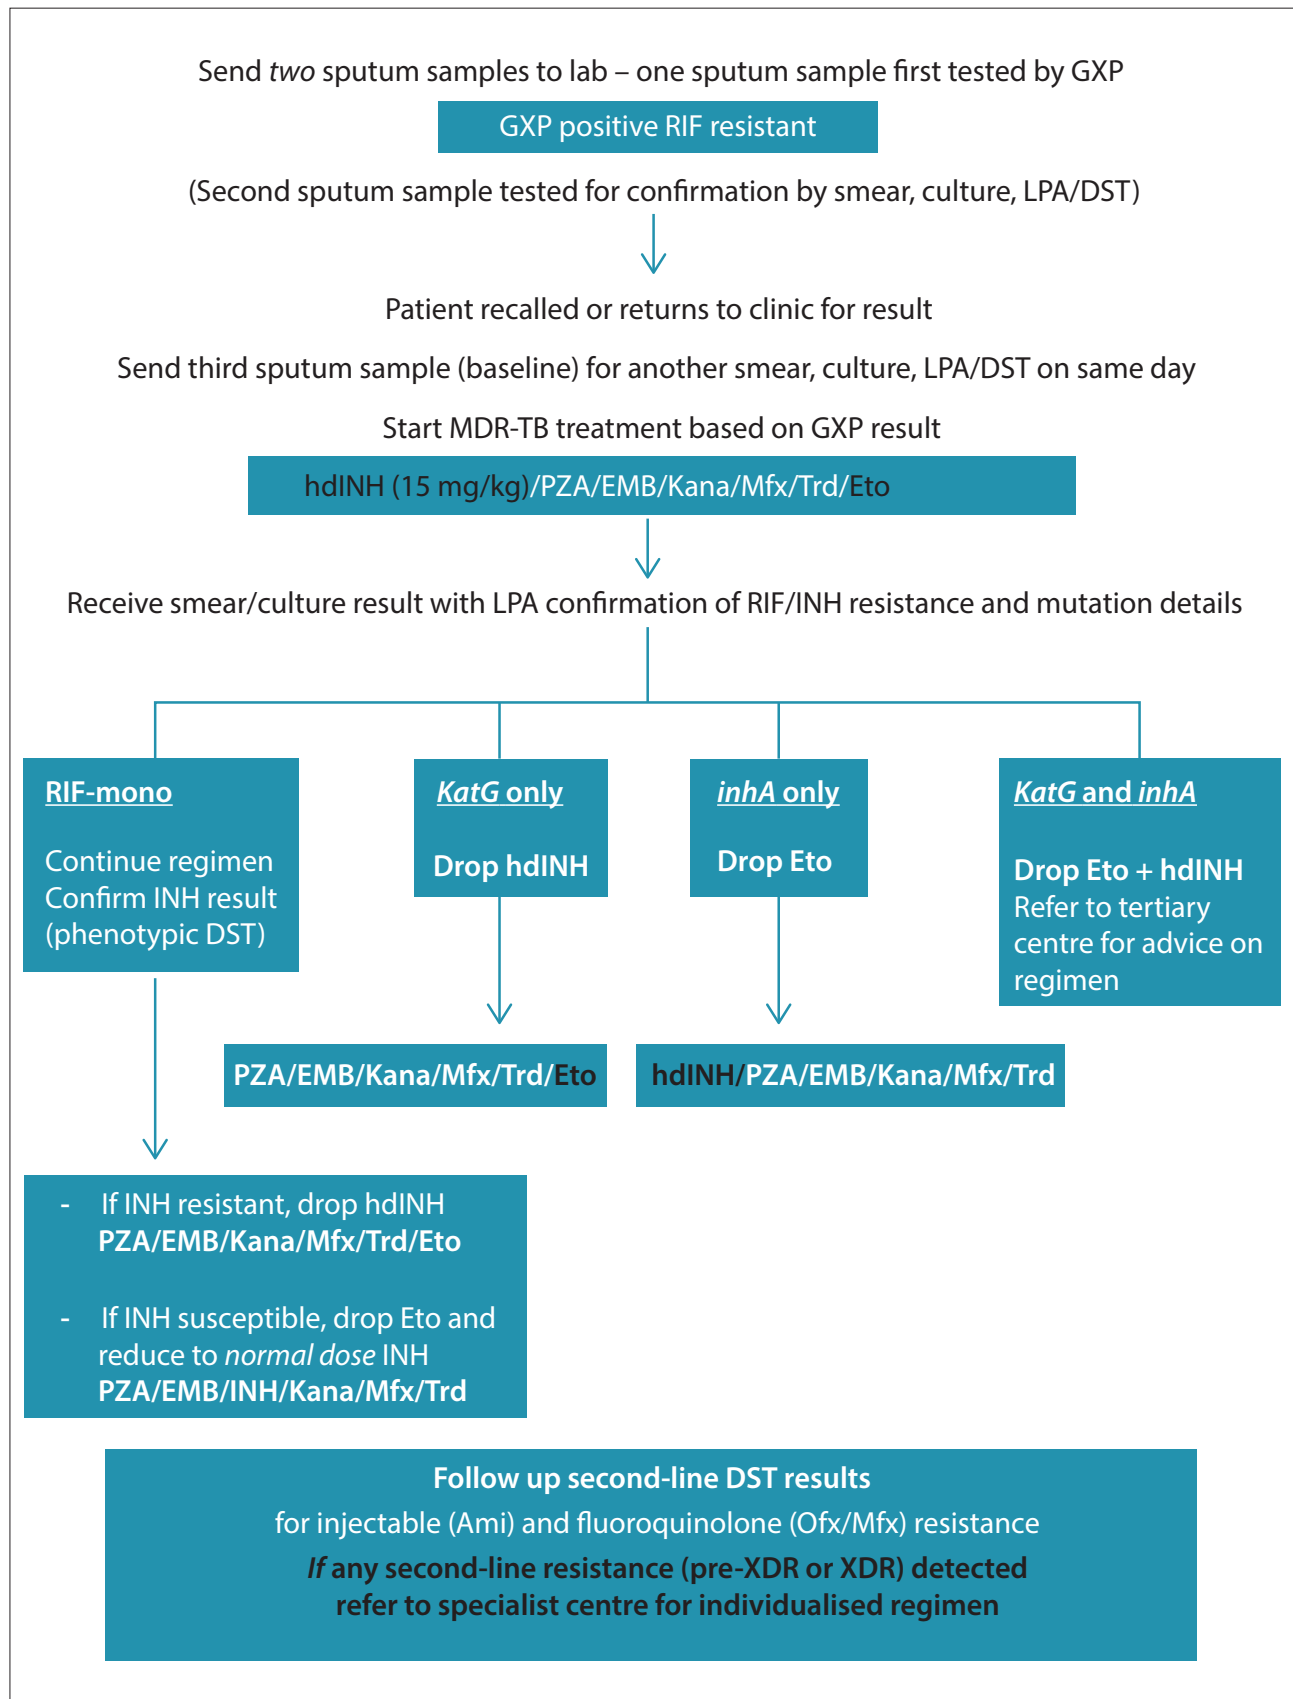 Send two sputum samples to lab – one sputum sample first tested by GXP
GXP positive RIF resistant
(Second sputum sample tested for confirmation by smear, culture, LPA/DST)
Patient recalled or returns to clinic for result
Send third sputum sample (baseline) for another smear, culture, LPA/DST on same day
Start MDR-TB treatment based on GXP result
hdINH (15 mg/kg)/PZA/EMB/Kana/Mfx/Trd/Eto
Receive smear/culture result with LPA confirmation of RIF/INH resistance and mutation details
RIF-mono
Continue regimen
Confirm INH result
(phenotypic DST)
KatG only
Drop hdINH
inhA only
Drop Eto
KatG and inhA
Drop Eto + hdINH
Refer to tertiary
centre for advice on
regimen
PZA/EMB/Kana/Mfx/Trd/Eto
hdINH/PZA/EMB/Kana/Mfx/Trd
- If INH resistant, drop hdINH
PZA/EMB/Kana/Mfx/Trd/Eto
- If INH susceptible, drop Eto and
reduce to normal dose INH
PZA/EMB/INH/Kana/Mfx/Trd
Follow up second-line DST results
for injectable (Ami) and fluoroquinolone (Ofx/Mfx) resistance
If any second-line resistance (pre-XDR or XDR) detected
refer to specialist centre for individualised regimen